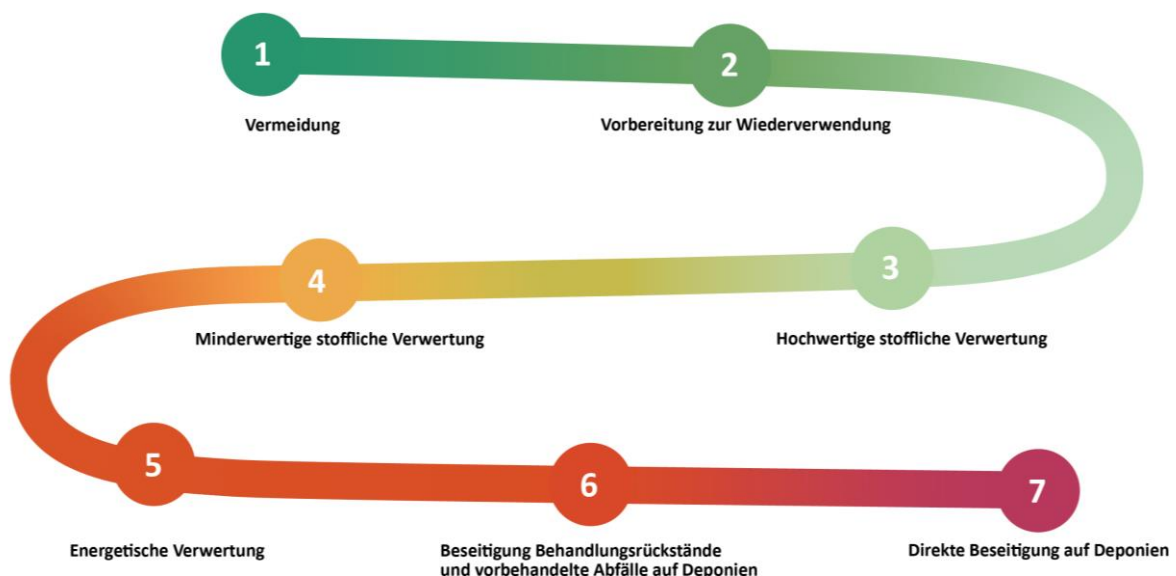 1
Vermeidung
2
Vorbereitung zur Wiederverwendung
3
Hochwertige stoffliche Verwertung
4
Minderwertige stoffliche Verwertung
5
Energetische Verwertung
6
Beseitigung Behandlungsrückstände
und vorbehandelte Abfälle auf Deponien
7
Direkte Beseitigung auf Deponien